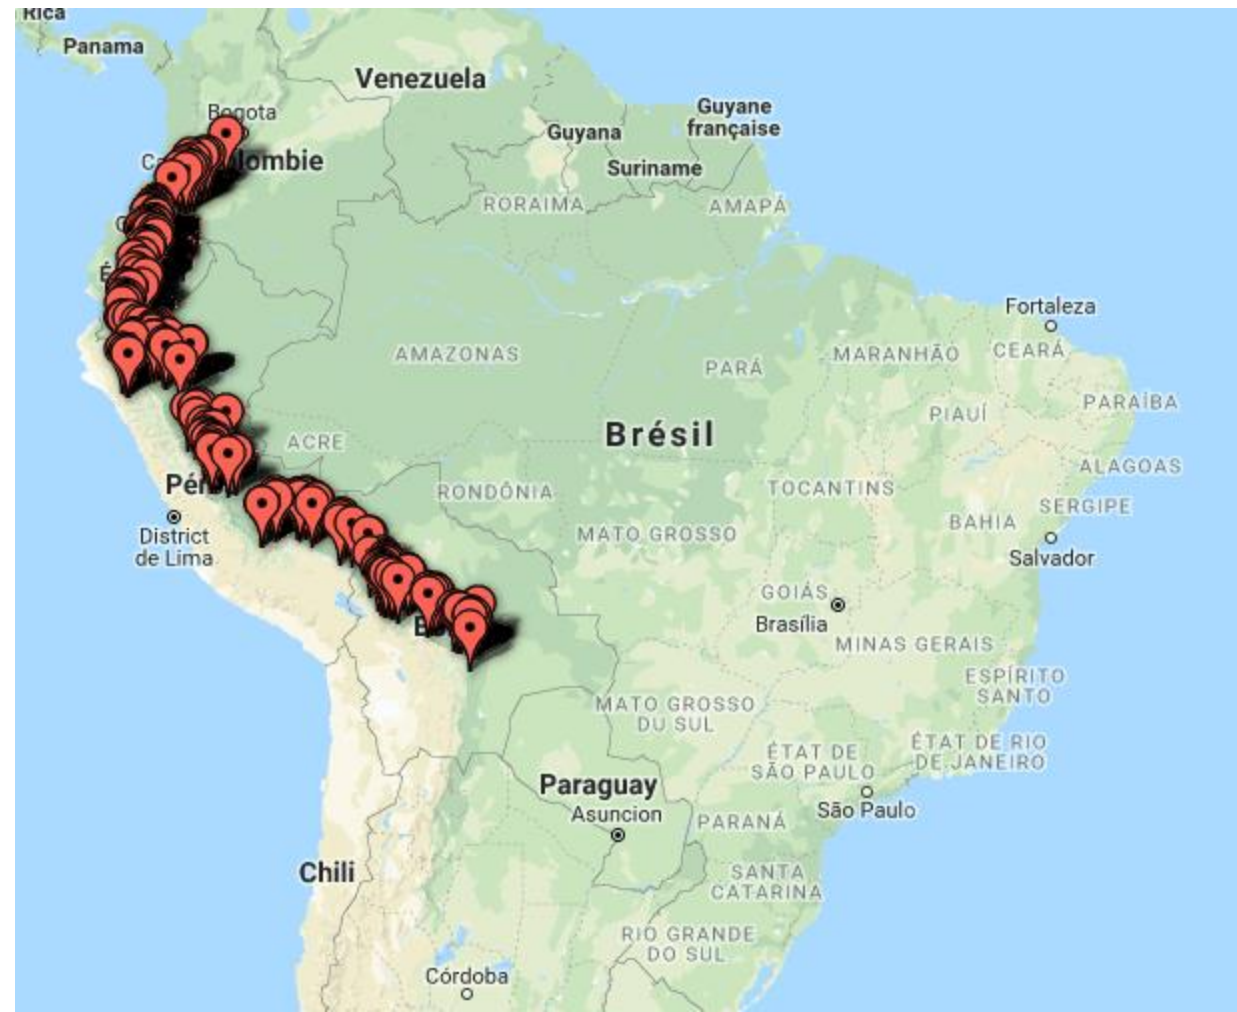 Rica
Panama
Venezuela
Bogota
Guyane
française
Guyana
Suriname
lombie
RORAIMA
AMAPÁ
Fortaleza
AMAZONAS
PARÁ
MARANHÃO
CEARÁ
PARAÍBA
PIAUÍ
Brésil
ACRE
ALAGOAS
RONDÔNIA
TOCANTINS
SERGIPE
BAHIA
District
de Lima
MATO GROSSO
Salvador
GOIÁS
Brasília
MINAS GERAIS
ESPÍRITO
SANTO
MATO GROSSO
DU SUL
ÉTAT DE
SÃO PAULO
ÉTAT DE RIO
DE JANEIRO
Paraguay
Asuncion
São Paulo
PARANÁ
Chili
SANTA
CATARINA
RIO GRANDE
DO SUL
Córdoba